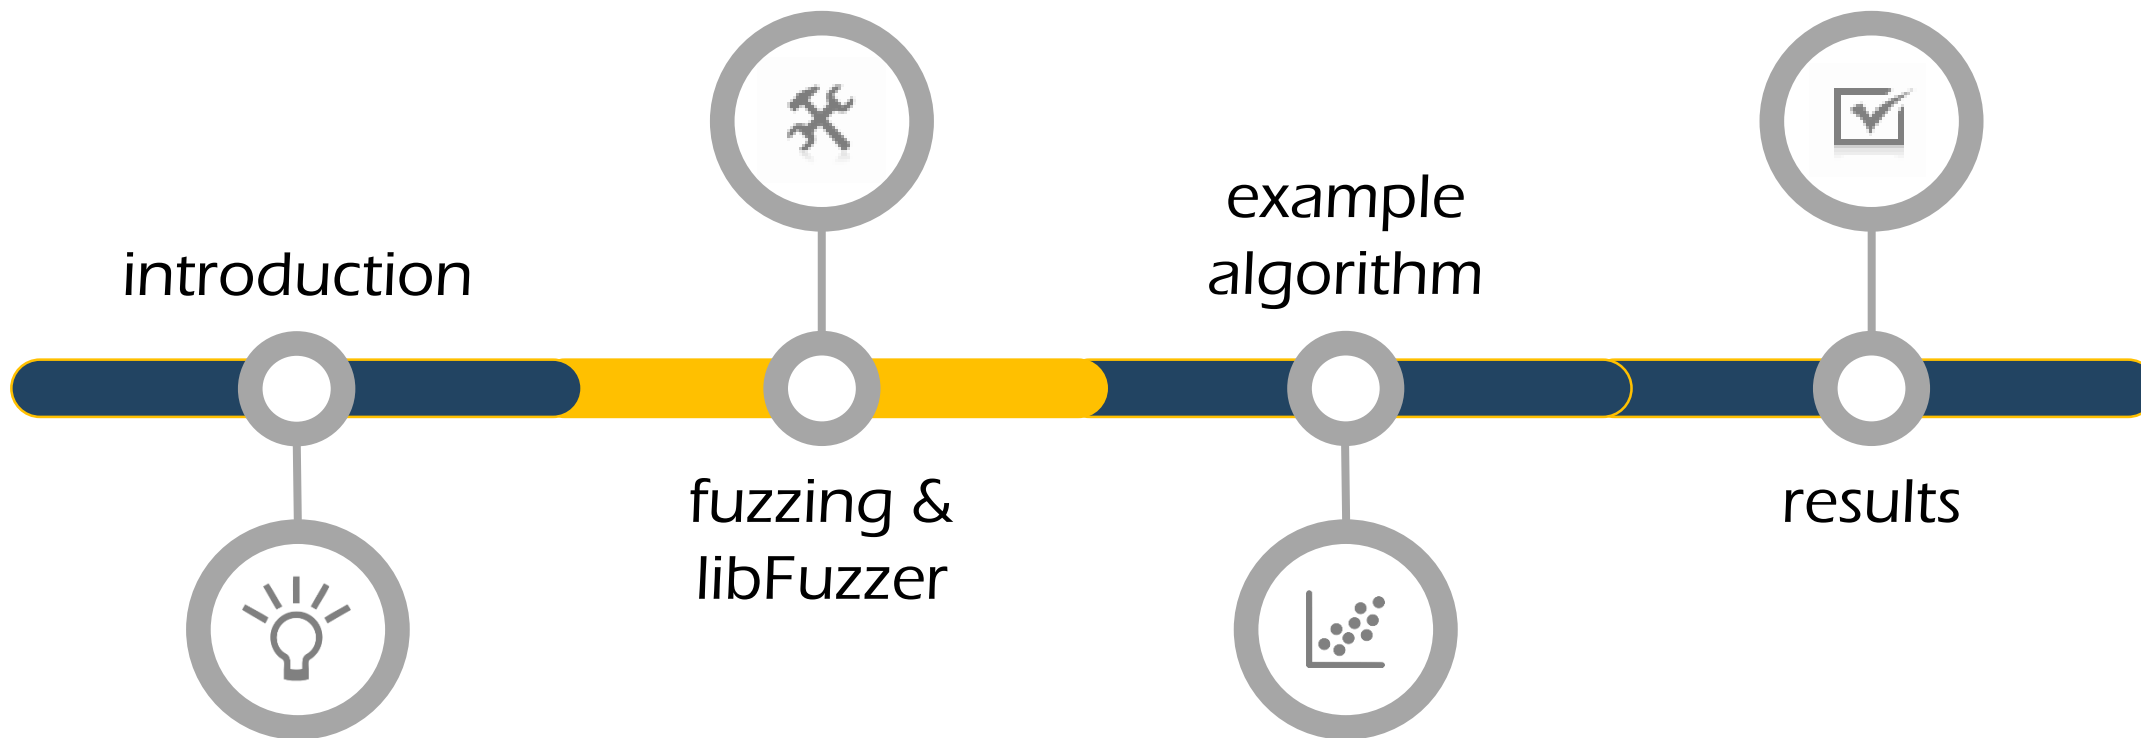 introduction
fuzzing &
libFuzzer
example
algorithm
results